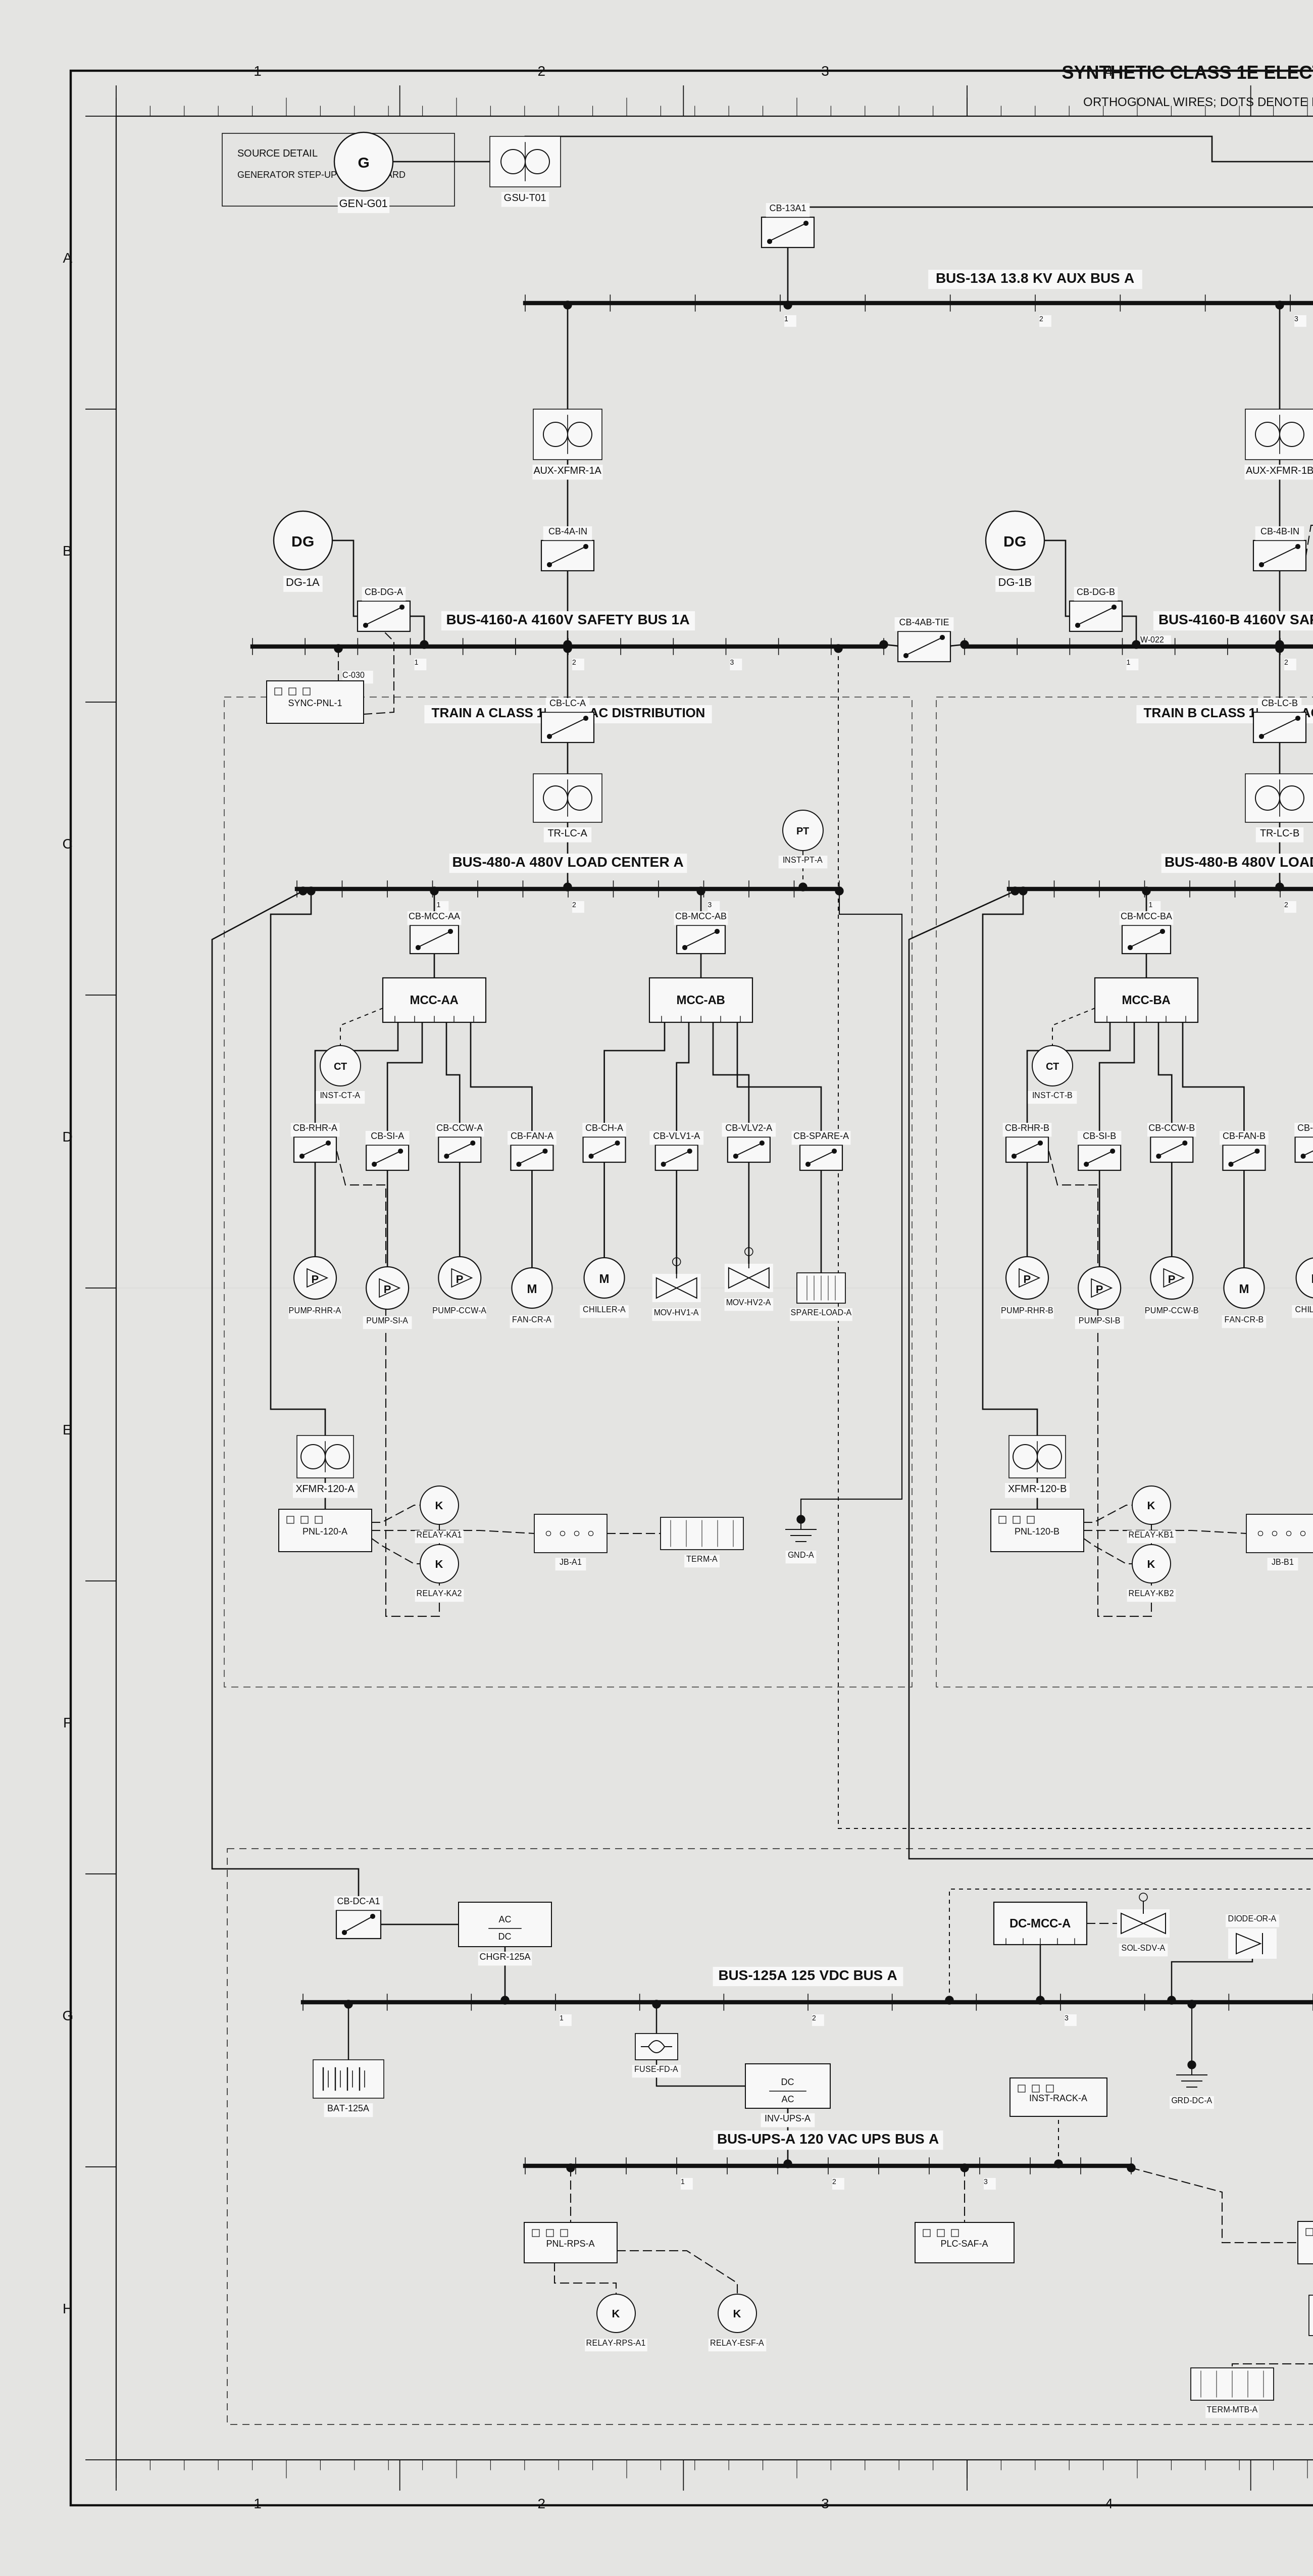 1
2
3
4
SYNTHETIC CLASS 1E ELECT
ORTHOGONAL WIRES; DOTS DENOTE
SOURCE DETAIL
GENERATOR STEP-UP
ARD
G
GEN-G01
GSU-T01
CB-13A1
A
BUS-13A 13.8 KV AUX BUS A
1
2
3
AUX-XFMR-1A
AUX-XFMR-1B
B
DG
DG-1A
CB-4A-IN
DG
DG-1B
CB-4B-IN
CB-DG-A
CB-DG-B
BUS-4160-A 4160V SAFETY BUS 1A
CB-4AB-TIE
BUS-4160-B 4160V SAF
W-022
1
2
3
1
2
C-030
SYNC-PNL-1
TRAIN A CLASS 1
AC DISTRIBUTION
CB-LC-A
TRAIN B CLASS 1
AC
CB-LC-B
C
TR-LC-A
PT
INST-PT-A
TR-LC-B
BUS-480-A 480V LOAD CENTER A
BUS-480-B 480V LOAD
1
2
3
1
2
CB-MCC-AA
CB-MCC-AB
CB-MCC-BA
MCC-AA
MCC-AB
MCC-BA
CT
INST-CT-A
CT
INST-CT-B
D
CB-RHR-A
CB-SI-A
CB-CCW-A
CB-FAN-A
CB-CH-A
CB-VLV1-A
CB-VLV2-A
CB-SPARE-A
CB-RHR-B
CB-SI-B
CB-CCW-B
CB-FAN-B
CB-
P
P
P
M
M
P
P
P
M
PUMP-RHR-A
PUMP-SI-A
PUMP-CCW-A
FAN-CR-A
CHILLER-A
MOV-HV1-A
MOV-HV2-A
SPARE-LOAD-A
PUMP-RHR-B
PUMP-SI-B
PUMP-CCW-B
FAN-CR-B
CHIL
E
XFMR-120-A
XFMR-120-B
PNL-120-A
K
RELAY-KA1
K
RELAY-KA2
JB-A1
TERM-A
GND-A
PNL-120-B
K
RELAY-KB1
K
RELAY-KB2
JB-B1
F
CB-DC-A1
AC
DC
CHGR-125A
DC-MCC-A
SOL-SDV-A
DIODE-OR-A
BUS-125A 125 VDC BUS A
G
1
2
3
BAT-125A
FUSE-FD-A
DC
AC
INV-UPS-A
INST-RACK-A
GRD-DC-A
BUS-UPS-A 120 VAC UPS BUS A
1
2
3
PNL-RPS-A
PLC-SAF-A
H
K
RELAY-RPS-A1
K
RELAY-ESF-A
TERM-MTB-A
1
2
3
4